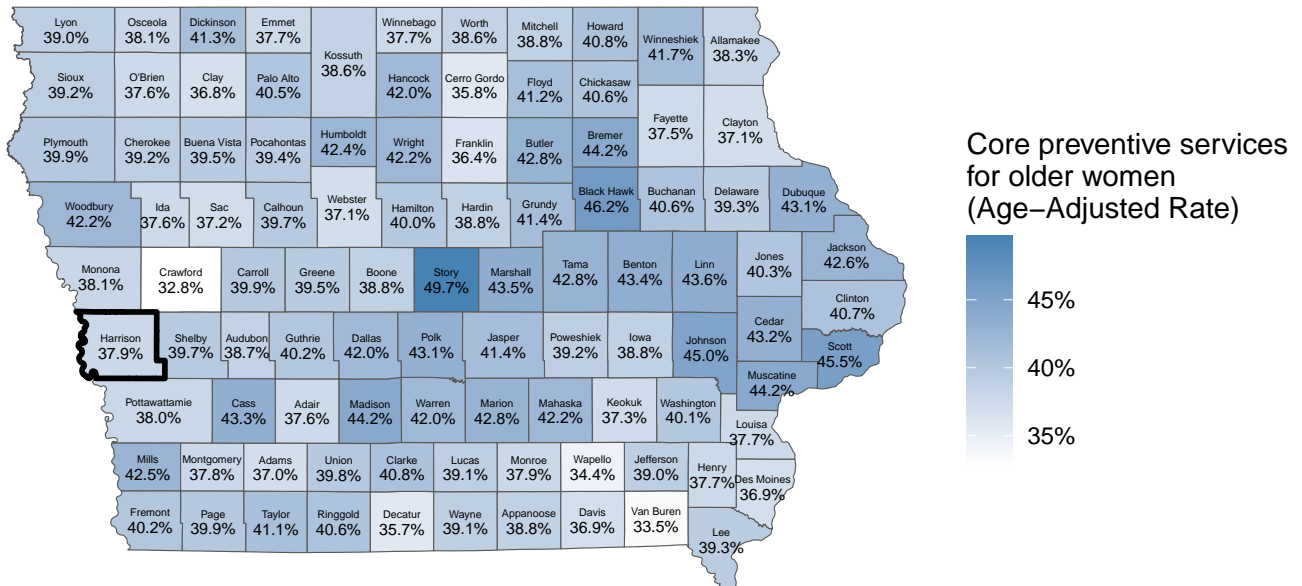 Lyon
39.0%
Osceola
38.1%
Dickinson
41.3%
Emmet
37.7%
Kossuth
38.6%
Winnebago
37.7%
Worth
38.6%
Mitchell
38.8%
Howard
40.8%
Winneshiek
41.7%
Allamakee
38.3%
Sioux
39.2%
O'Brien
37.6%
Clay
36.8%
Palo Alto
40.5%
Hancock
42.0%
Cerro Gordo
35.8%
Floyd
41.2%
Chickasaw
40.6%
Fayette
37.5%
Clayton
37.1%
Plymouth
39.9%
Cherokee
39.2%
Buena Vista
39.5%
Pocahontas
39.4%
Humboldt
42.4%
Wright
42.2%
Franklin
36.4%
Butler
42.8%
Bremer
44.2%
Woodbury
42.2%
Ida
37.6%
Sac
37.2%
Calhoun
39.7%
Webster
37.1%
Hamilton
40.0%
Hardin
38.8%
Grundy
41.4%
Black Hawk
46.2%
Buchanan
40.6%
Delaware
39.3%
Dubuque
43.1%
Monona
38.1%
Crawford
32.8%
Carroll
39.9%
Greene
39.5%
Boone
38.8%
Story
49.7%
Marshall
43.5%
Tama
42.8%
Benton
43.4%
Linn
43.6%
Jones
40.3%
Jackson
42.6%
Clinton
40.7%
Harrison
37.9%
Shelby
39.7%
Audubon
38.7%
Guthrie
40.2%
Dallas
42.0%
Polk
43.1%
Jasper
41.4%
Poweshiek
39.2%
Iowa
38.8%
Johnson
45.0%
Cedar
43.2%
Scott
45.5%
Muscatine
44.2%
Pottawattamie
38.0%
Cass
43.3%
Adair
37.6%
Madison
44.2%
Warren
42.0%
Marion
42.8%
Mahaska
42.2%
Keokuk
37.3%
Washington
40.1%
Louisa
37.7%
Mills
42.5%
Montgomery
37.8%
Adams
37.0%
Union
39.8%
Clarke
40.8%
Lucas
39.1%
Monroe
37.9%
Wapello
34.4%
Jefferson
39.0%
Henry
37.7%
Des Moines
36.9%
Fremont
40.2%
Page
39.9%
Taylor
41.1%
Ringgold
40.6%
Decatur
35.7%
Wayne
39.1%
Appanoose
38.8%
Davis
36.9%
Van Buren
33.5%
Lee
39.3%
Core preventive services
for older women
(Age−Adjusted Rate)
45%
40%
35%